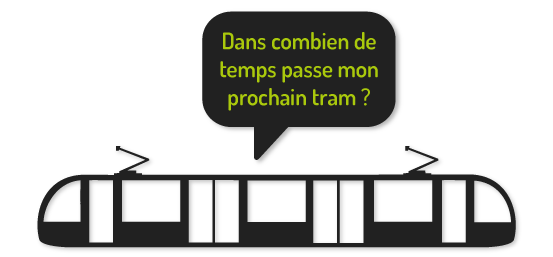 Dans combien de
temps passe mon
prochain tram ?